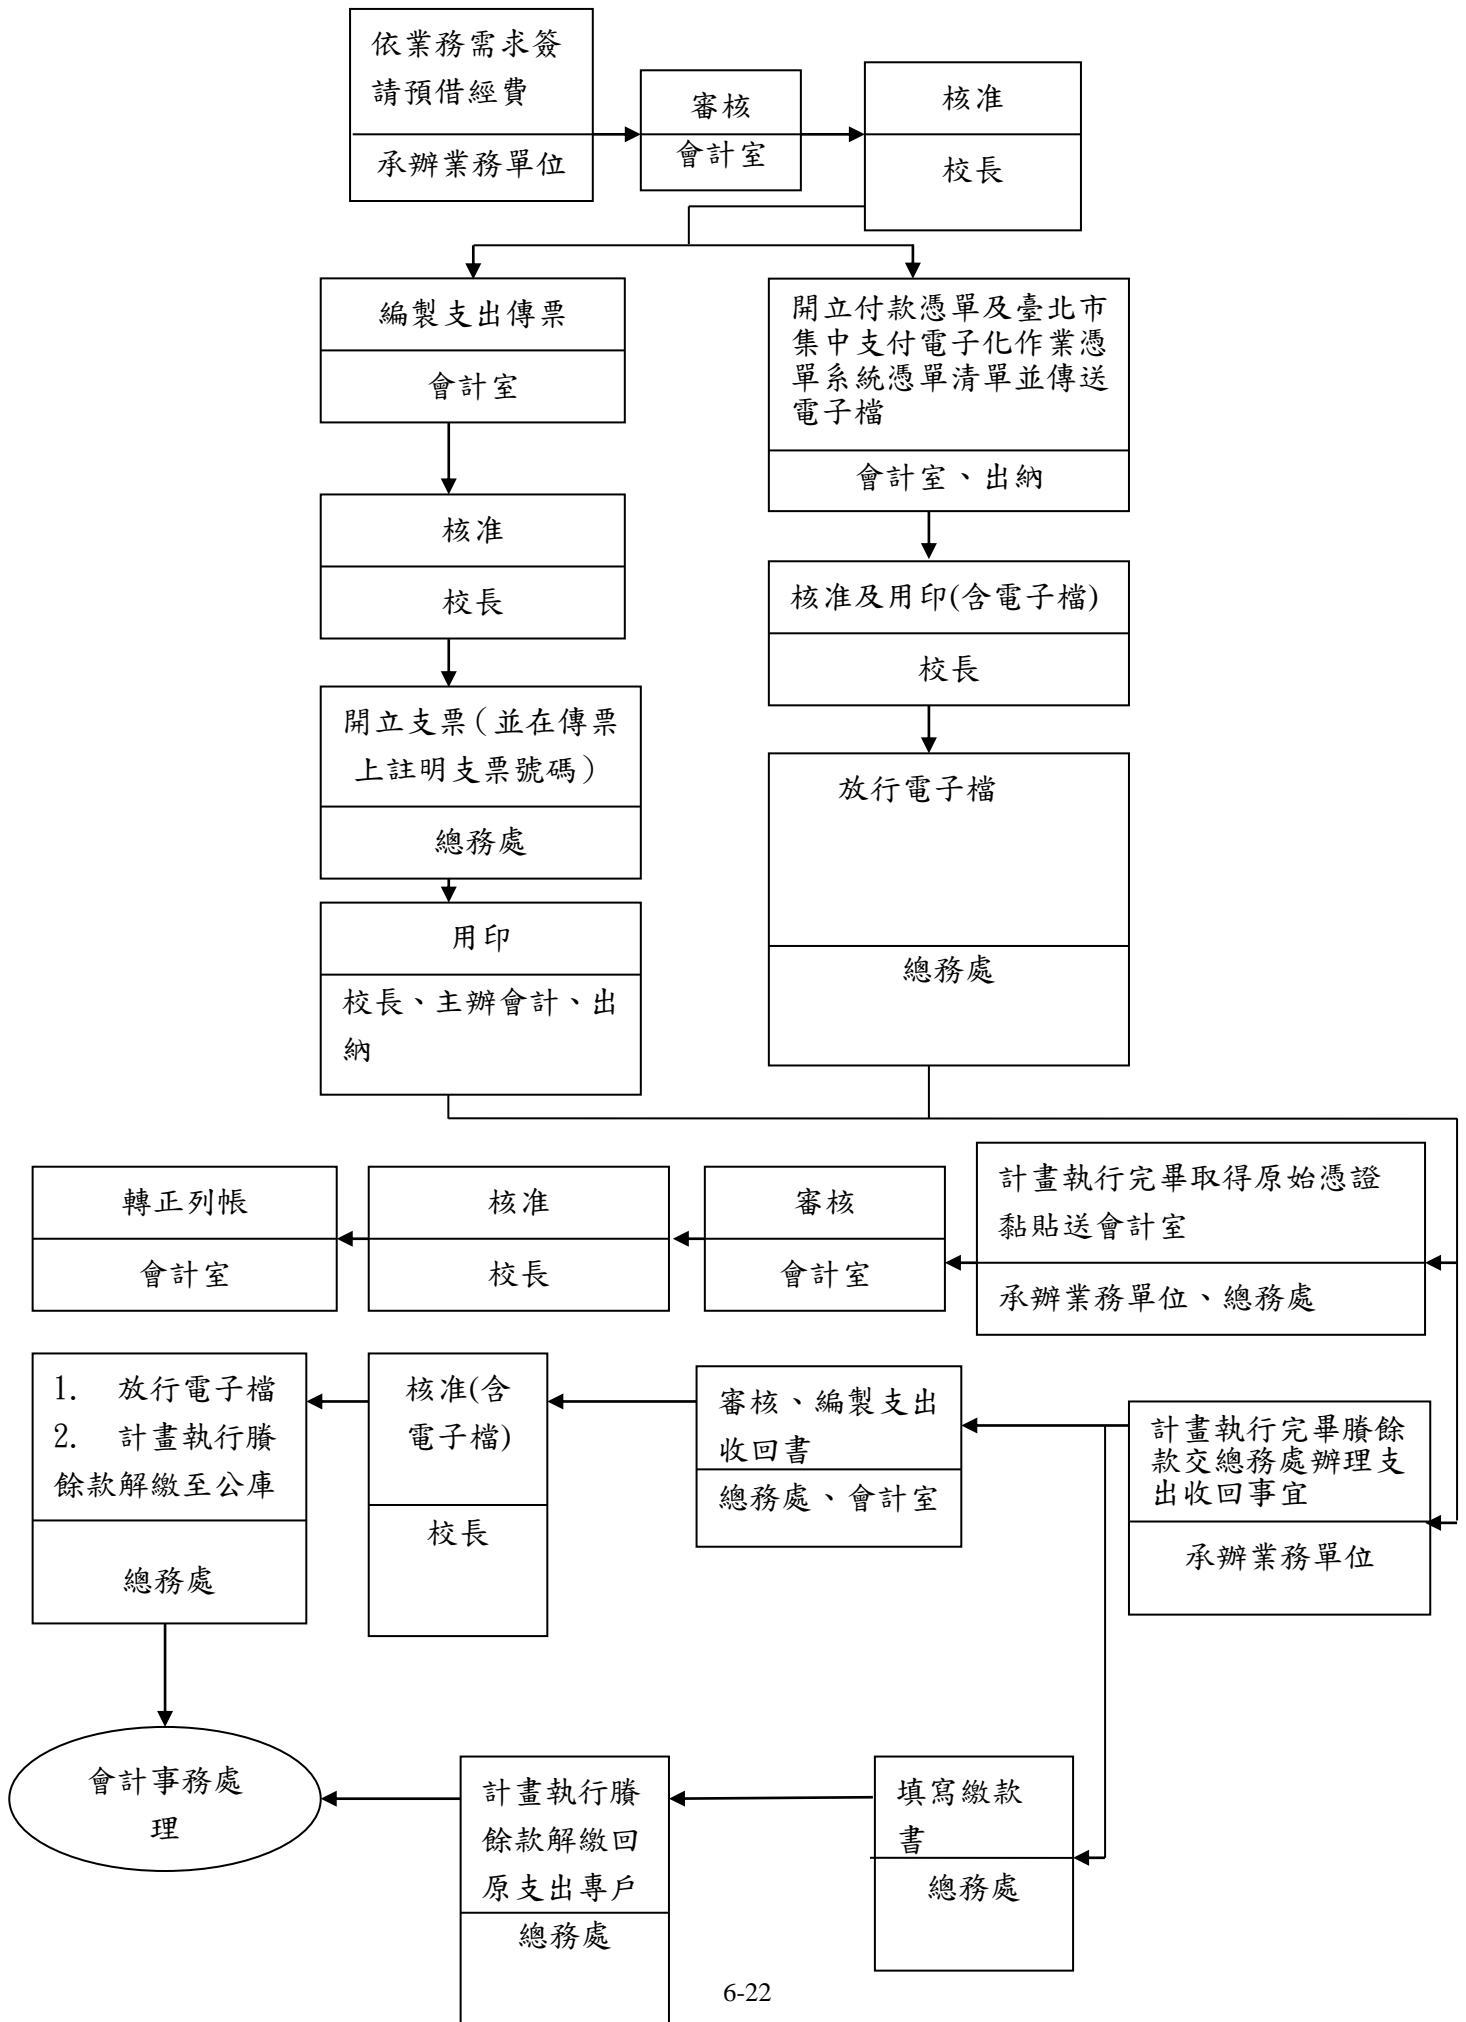 依業務需求簽
請預借經費
承辦業務單位
審核
會計室
核准
校長
編製支出傳票
會計室
開立付款憑單及臺北市
集中支付電子化作業憑
單系統憑單清單並傳送
電子檔
會計室、出納
核准
校長
核准及用印(含電子檔)
校長
開立支票（並在傳票
上註明支票號碼）
總務處
放行電子檔
總務處
用印
校長、主辦會計、出
納
計畫執行完畢取得原始憑證
黏貼送會計室
承辦業務單位、總務處
審核
會計室
核准
校長
轉正列帳
會計室
計畫執行完畢賸餘
款交總務處辦理支
出收回事宜
承辦業務單位
審核、編製支出
收回書
總務處、會計室
核准(含
電子檔)
校長
1. 放行電子檔
2. 計畫執行賸
餘款解繳至公庫
總務處
填寫繳款
書
總務處
計畫執行賸
餘款解繳回
原支出專戶
總務處
會計事務處
理
6-22